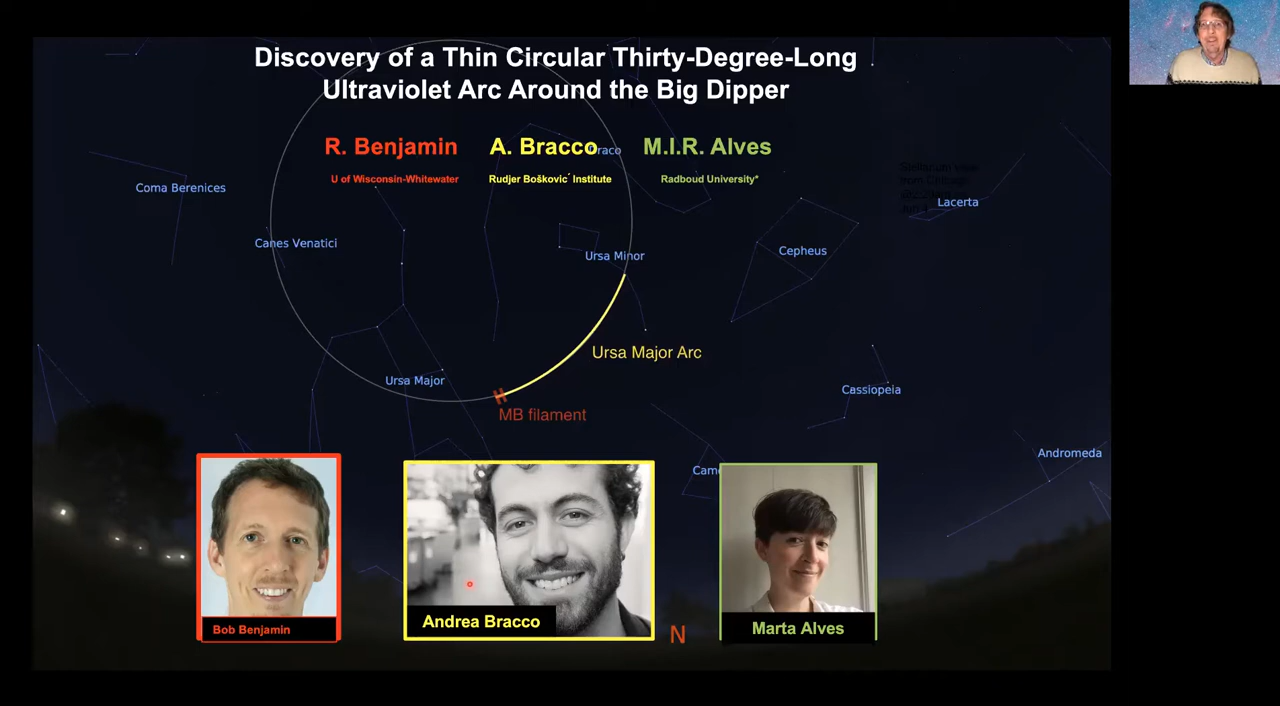 Discovery of a Thin Circular Thirty-Degree-Long
Ultraviolet Arc Around the Big Dipper
R. Benjamin
A. Bracco
M.I.R. Alves
U of Wisconsin-Whitewater
Rudjer Boškovic´ Institute
Radboud University*
Coma Berenices
Lacerta
Canes Venatici
Ursa Minor
Cepheus
Ursa Major Arc
Ursa Major
Cassiopeia
MB filament
Andromeda
Bob Benjamin
Andrea Bracco
N
Marta Alves